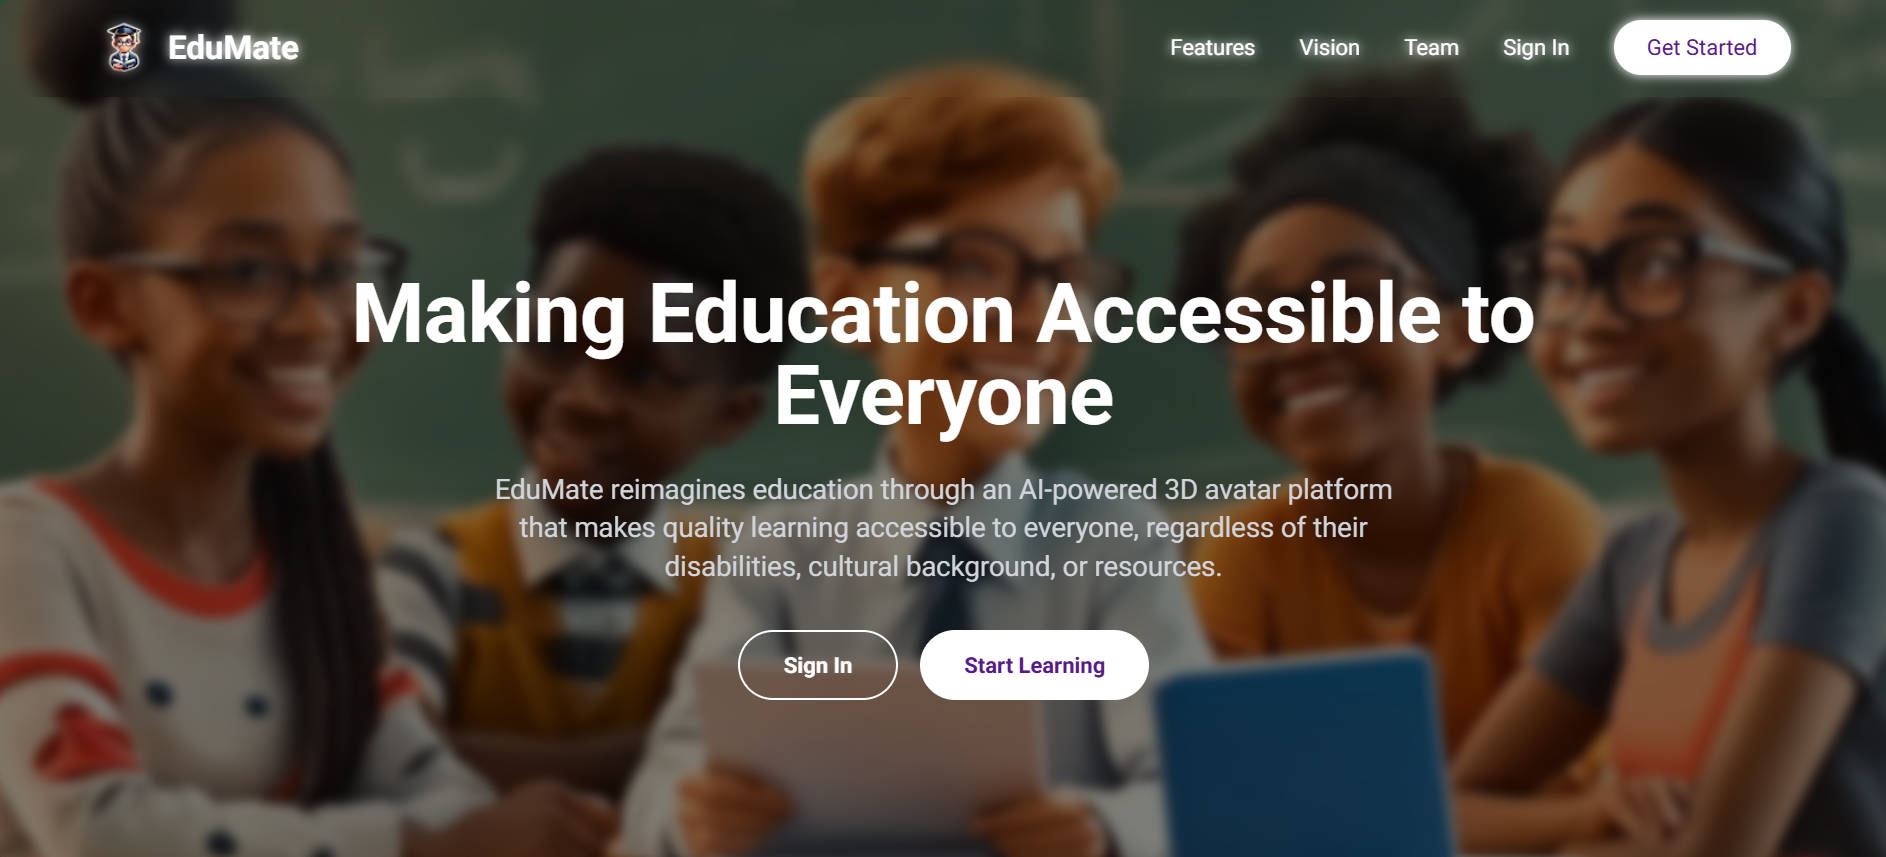 EduMate
Features
Vision
Team
Sign In
Get Started
Making Education Accessible to
Everyone
EduMate reimagines education through an AI-powered 3D avatar platform
that makes quality learning accessible to everyone, regardless of their
disabilities, cultural background, or resources.
Sign In
Start Learning